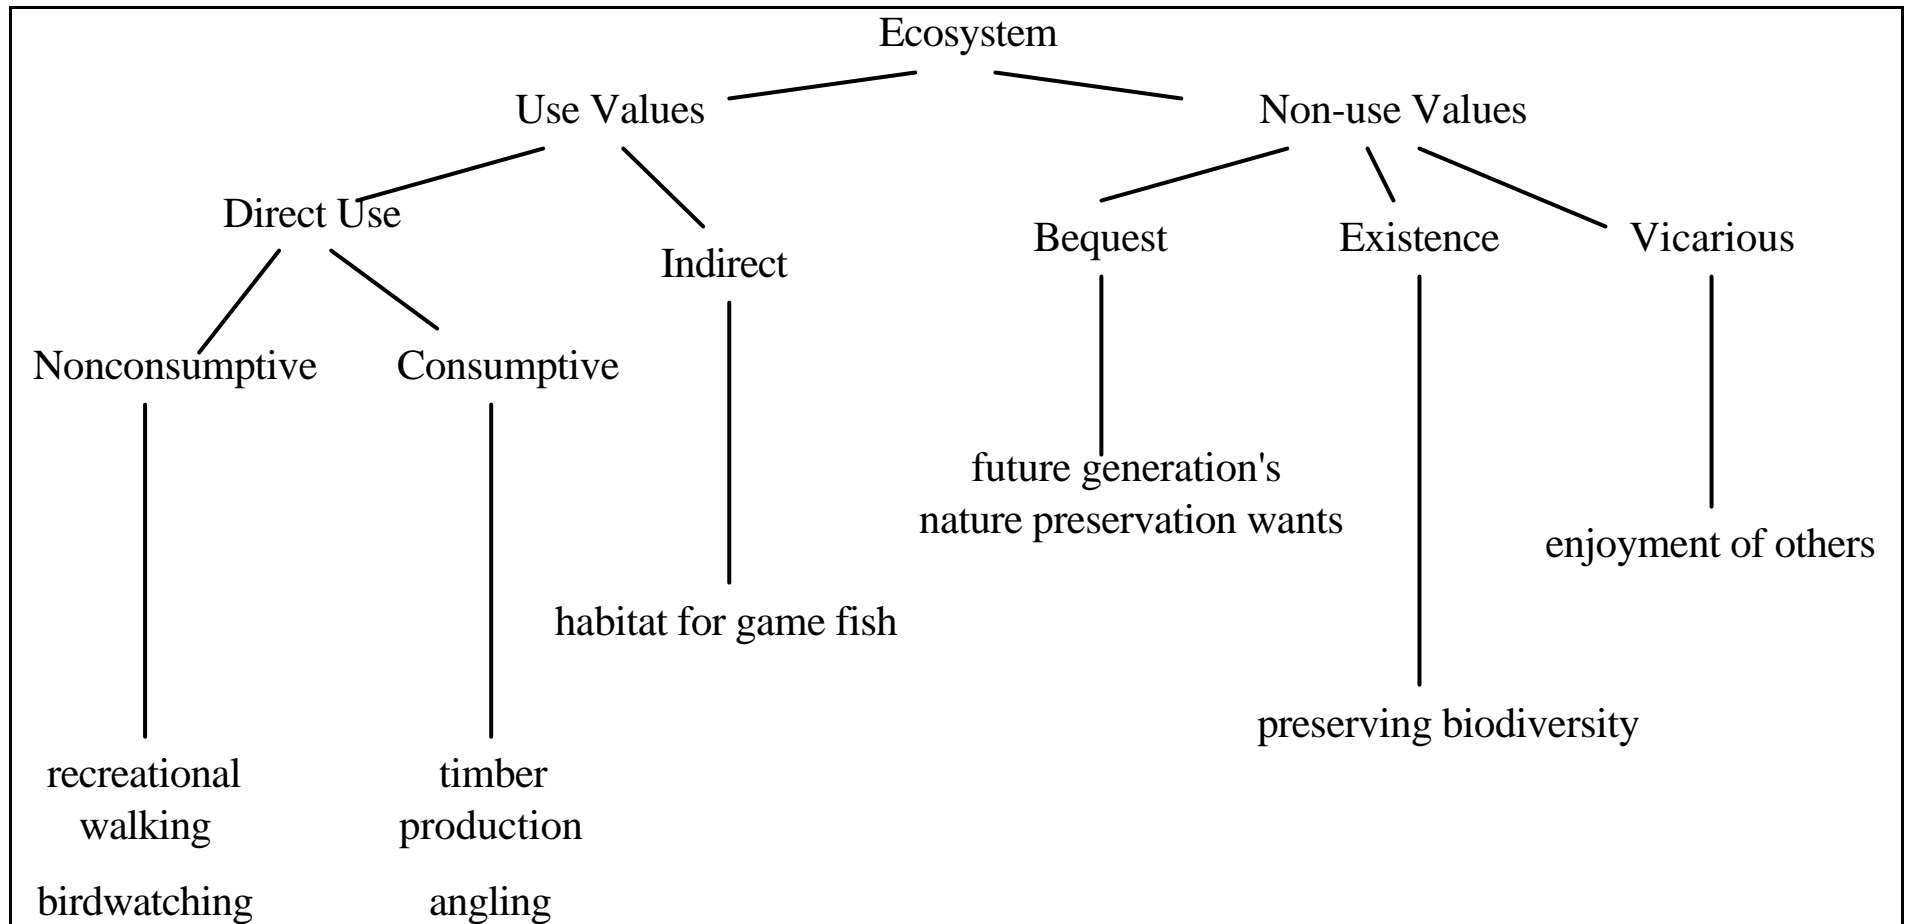 Ecosystem
Use Values
Non-use Values
Direct Use
Indirect
Bequest
Existence
Vicarious
Nonconsumptive
Consumptive
future generation's
nature preservation wants
enjoyment of others
habitat for game fish
preserving biodiversity
recreational
walking
timber
production
birdwatching
angling